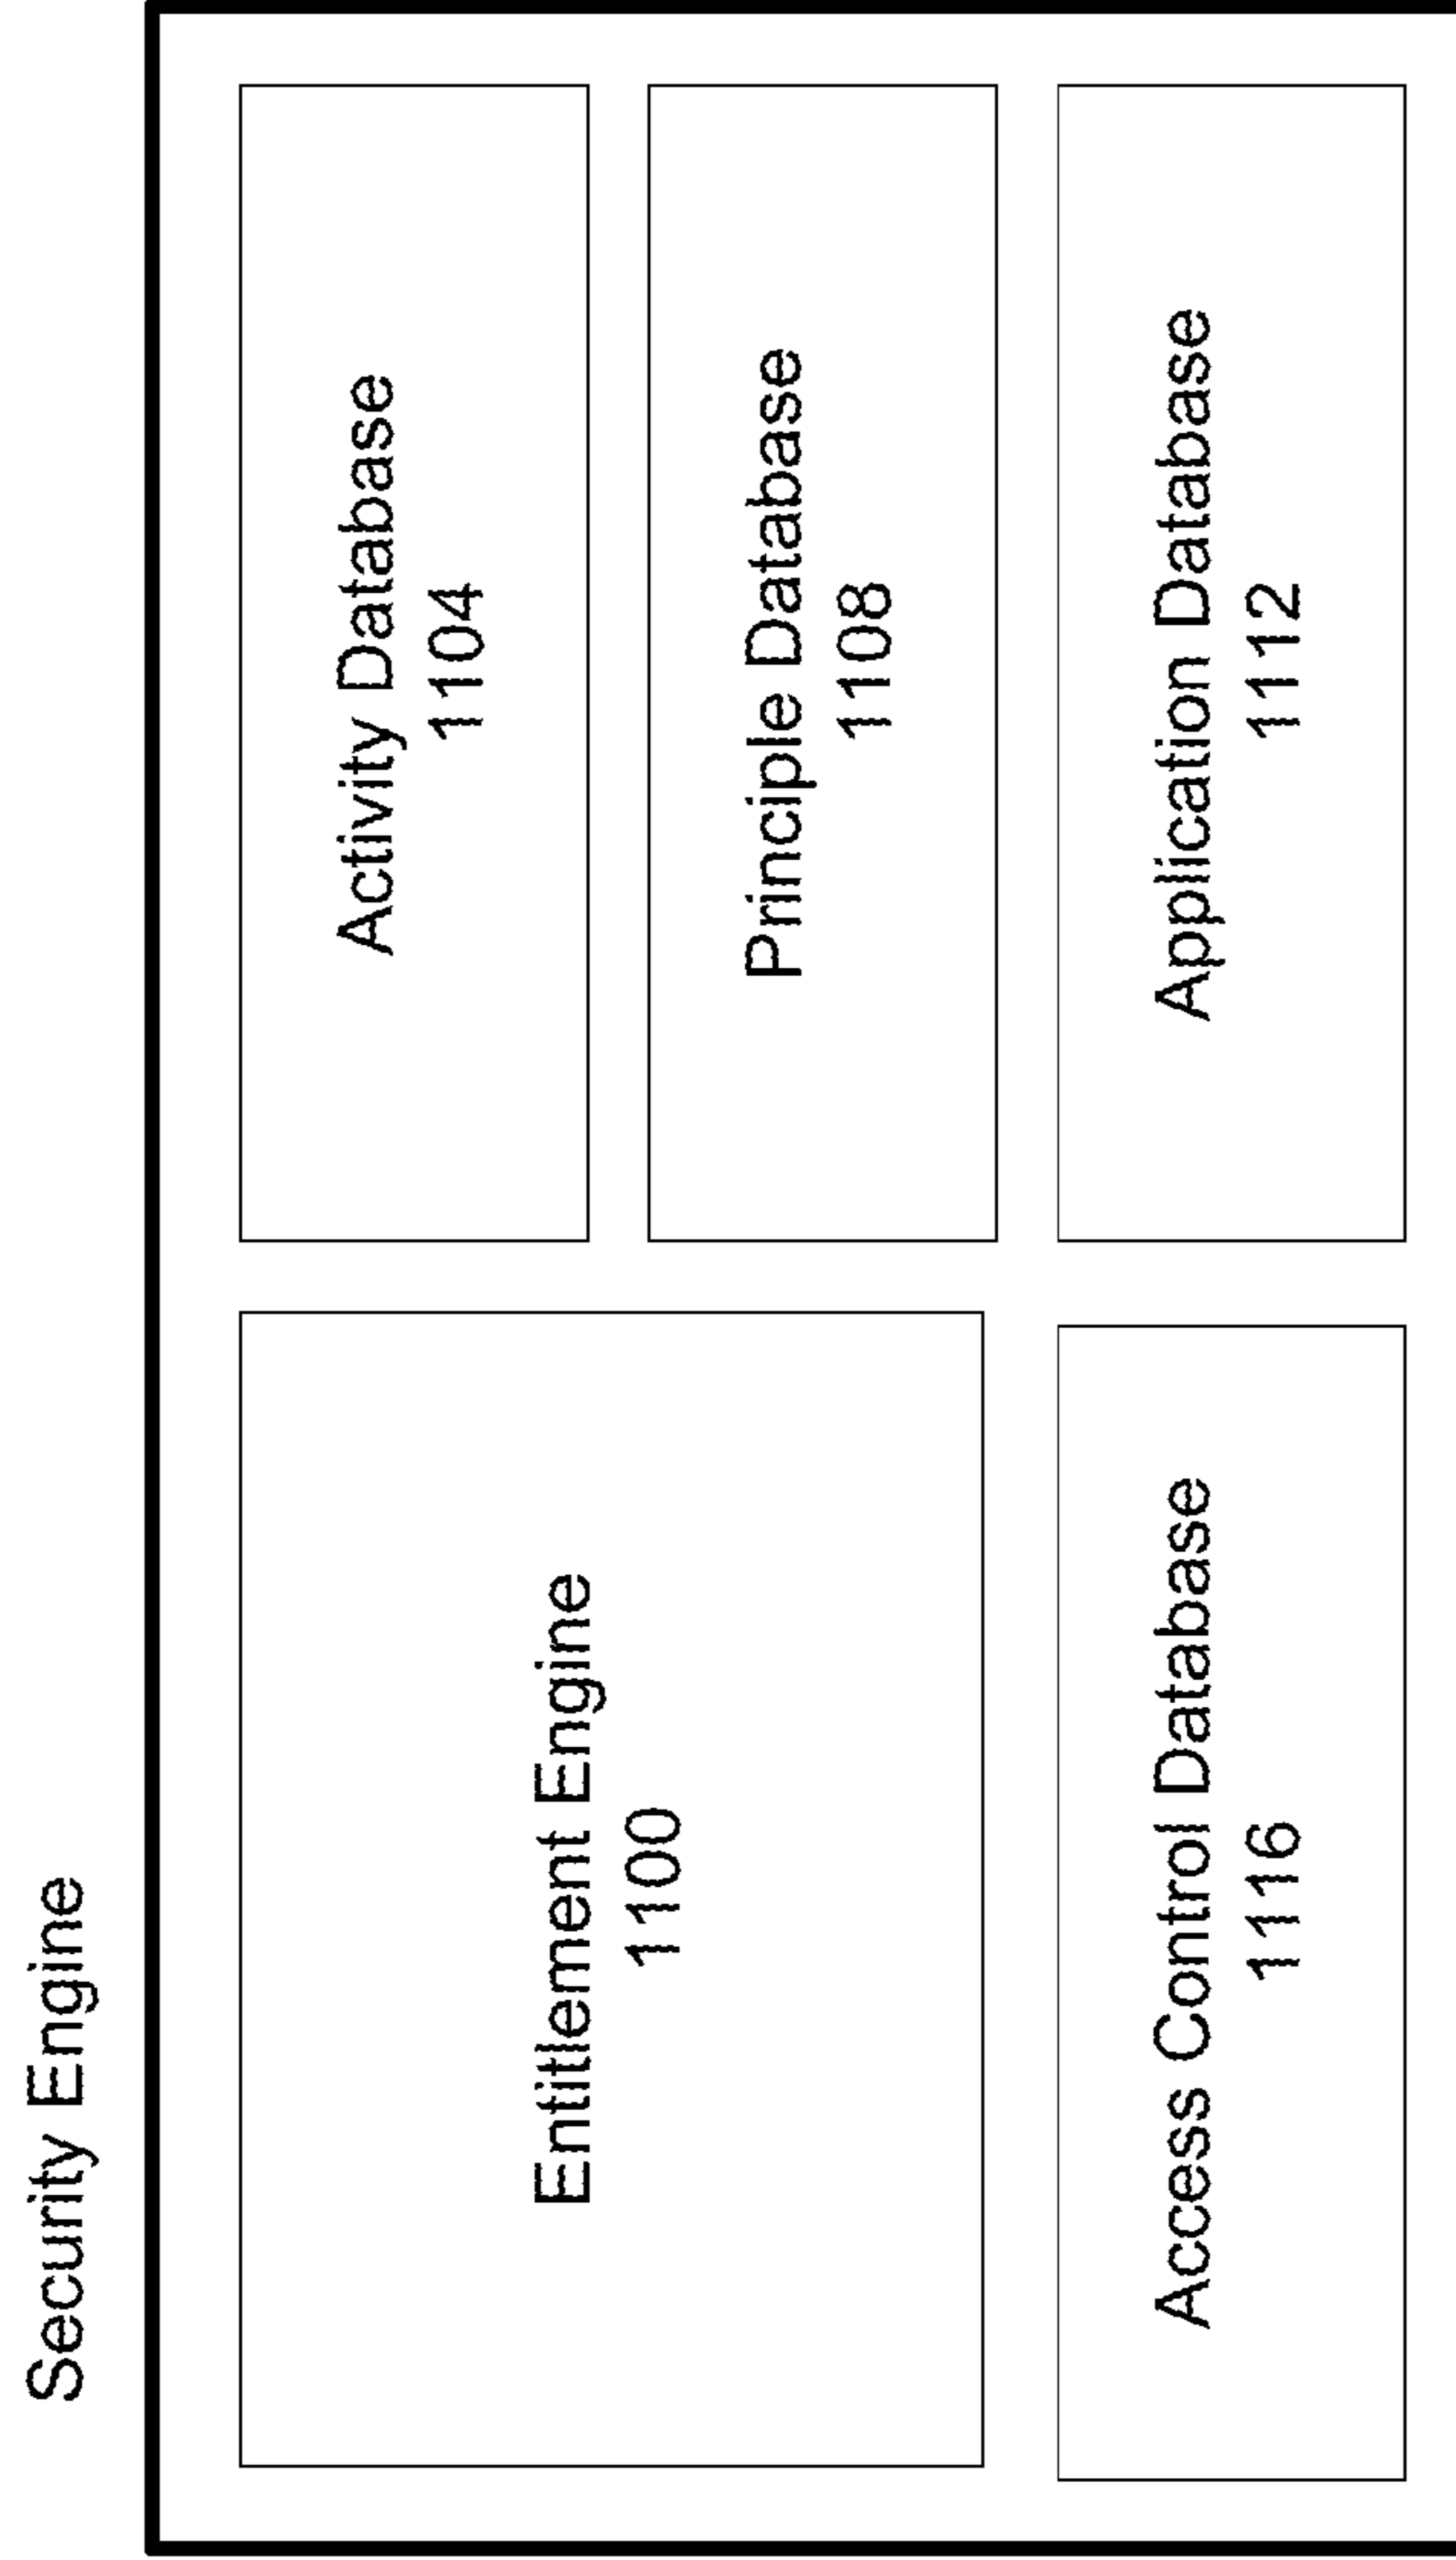 Security Engine
Entitlement Engine
1100
Activity Database
1104
Principle Database
1108
Access Control Database
1116
Application Database
1112